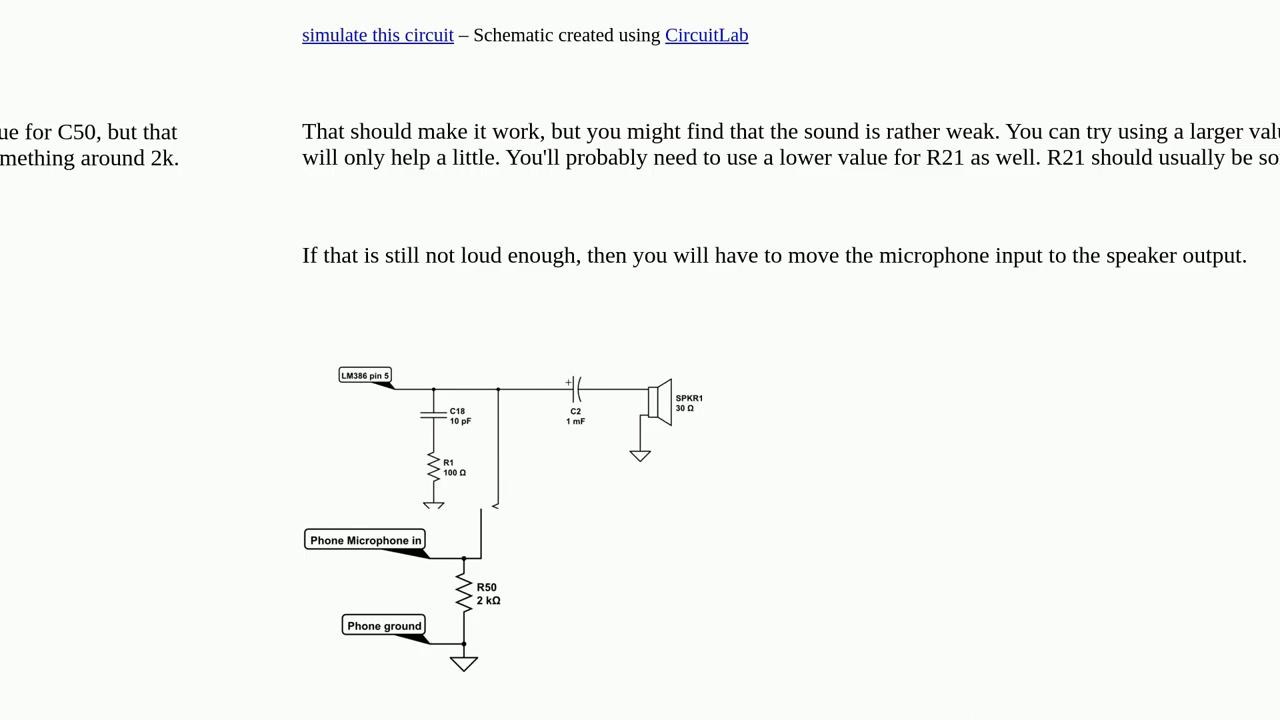 simulate this circuit – Schematic created using CircuitLab
ue for C50, but that
mething around 2k.
That should make it work, but you might find that the sound is rather weak. You can try using a larger valu
will only help a little. You'll probably need to use a lower value for R21 as well. R21 should usually be so
If that is still not loud enough, then you will have to move the microphone input to the speaker output.
LM386 pin 5
C18
10 pF
C2
1 mF
SPKR1
30 Ω
R1
100 Ω
Phone Microphone in
R50
2 kΩ
Phone ground